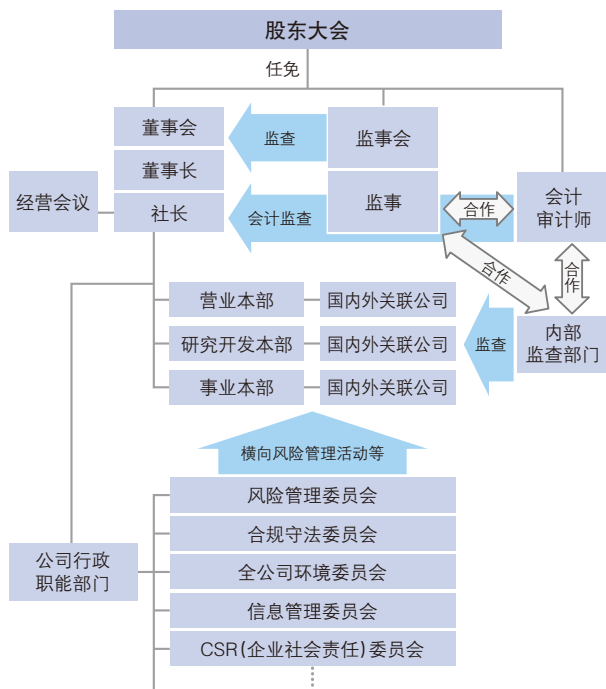 股东大会
任免
董事会
监查
监事会
董事长
经营会议
社长
会计监查
监事
合作
会计
审计师
合作
合作
营业本部
国内外关联公司
研究开发本部
国内外关联公司
监查
内部
监查部门
事业本部
国内外关联公司
横向风险管理活动等
风险管理委员会
合规守法委员会
公司行政
职能部门
全公司环境委员会
信息管理委员会
CSR(企业社会责任)委员会